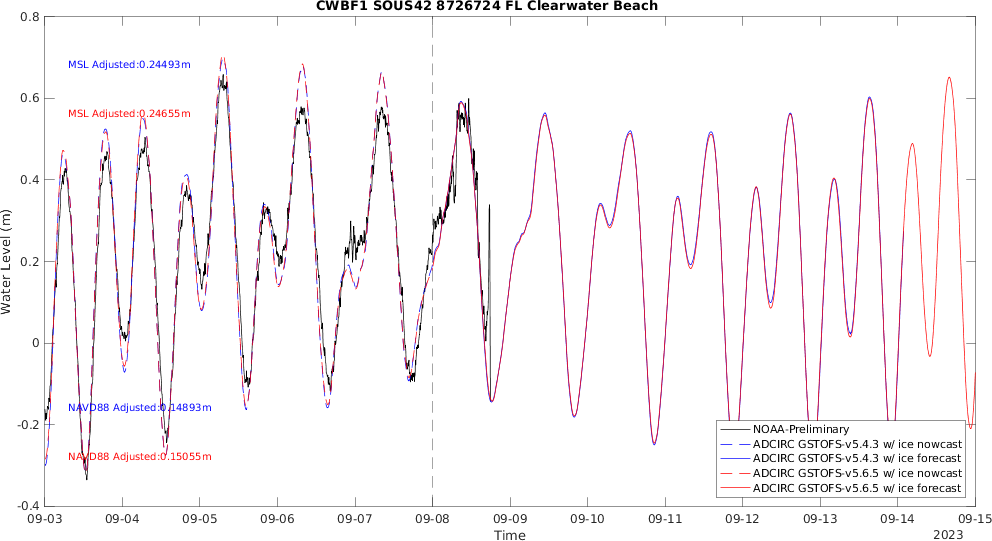 CWBF1 SOUS42 8726724 FL Clearwater Beach
0.8
0.6
0.4
0.2
0
-0.2
-0.4
Water Level (m)
MSL Adjusted:0.24493m
MSL Adjusted:0.24655m
NAVD88 Adjusted:0.14893m
NAVD88 Adjusted:0.15055m
NOAA-Preliminary
ADCIRC GSTOFS-v5.4.3 w/ ice nowcast
ADCIRC GSTOFS-v5.4.3 w/ ice forecast
ADCIRC GSTOFS-v5.6.5 w/ ice nowcast
ADCIRC GSTOFS-v5.6.5 w/ ice forecast
09-03 09-04 09-05 09-06 09-07 09-08 09-09 09-10 09-11 09-12 09-13 09-14 09-15
Time
2023